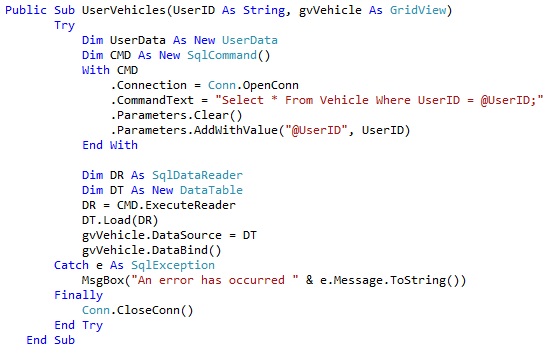 Public Sub UserVehicles(UserID As String, gvVehicle As GridView)
Try
Dim UserData As New UserData
Dim CMD As New SqlCommand()
With CMD
.Connection = Conn.OpenConn
.CommandText = "Select * From Vehicle Where UserID = @UserID;"
.Parameters.Clear()
.Parameters.AddWithValue("@UserID", UserID)
End With
Dim DR As SqlDataReader
Dim DT As New DataTable
DR = CMD.ExecuteReader
DT.Load(DR)
gvVehicle.DataSource = DT
gvVehicle.DataBind()
Catch e As SqlException
MsgBox("An error has occurred " & e.Message.ToString())
Finally
Conn.CloseConn()
End Try
End Sub